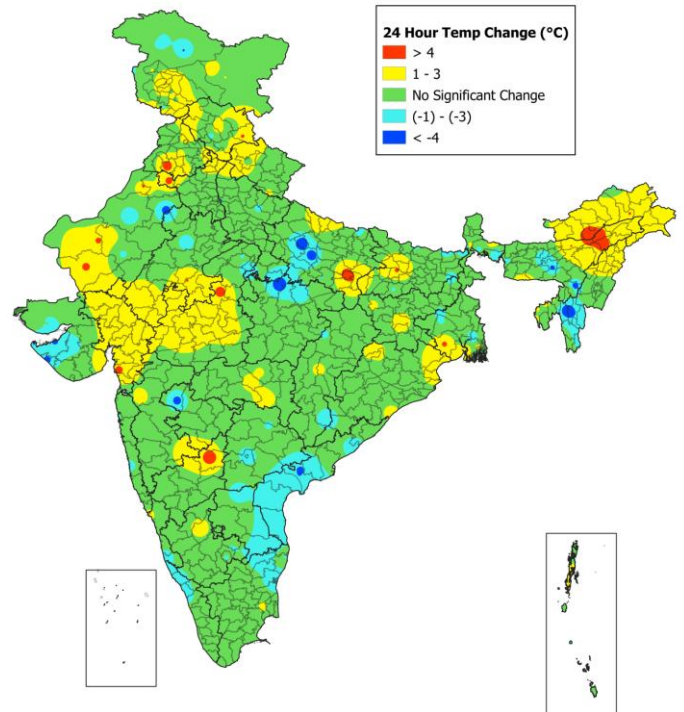 24 Hour Temp Change (°C)
> 4
1 - 3
No Significant Change
(-1) - (-3)
< -4